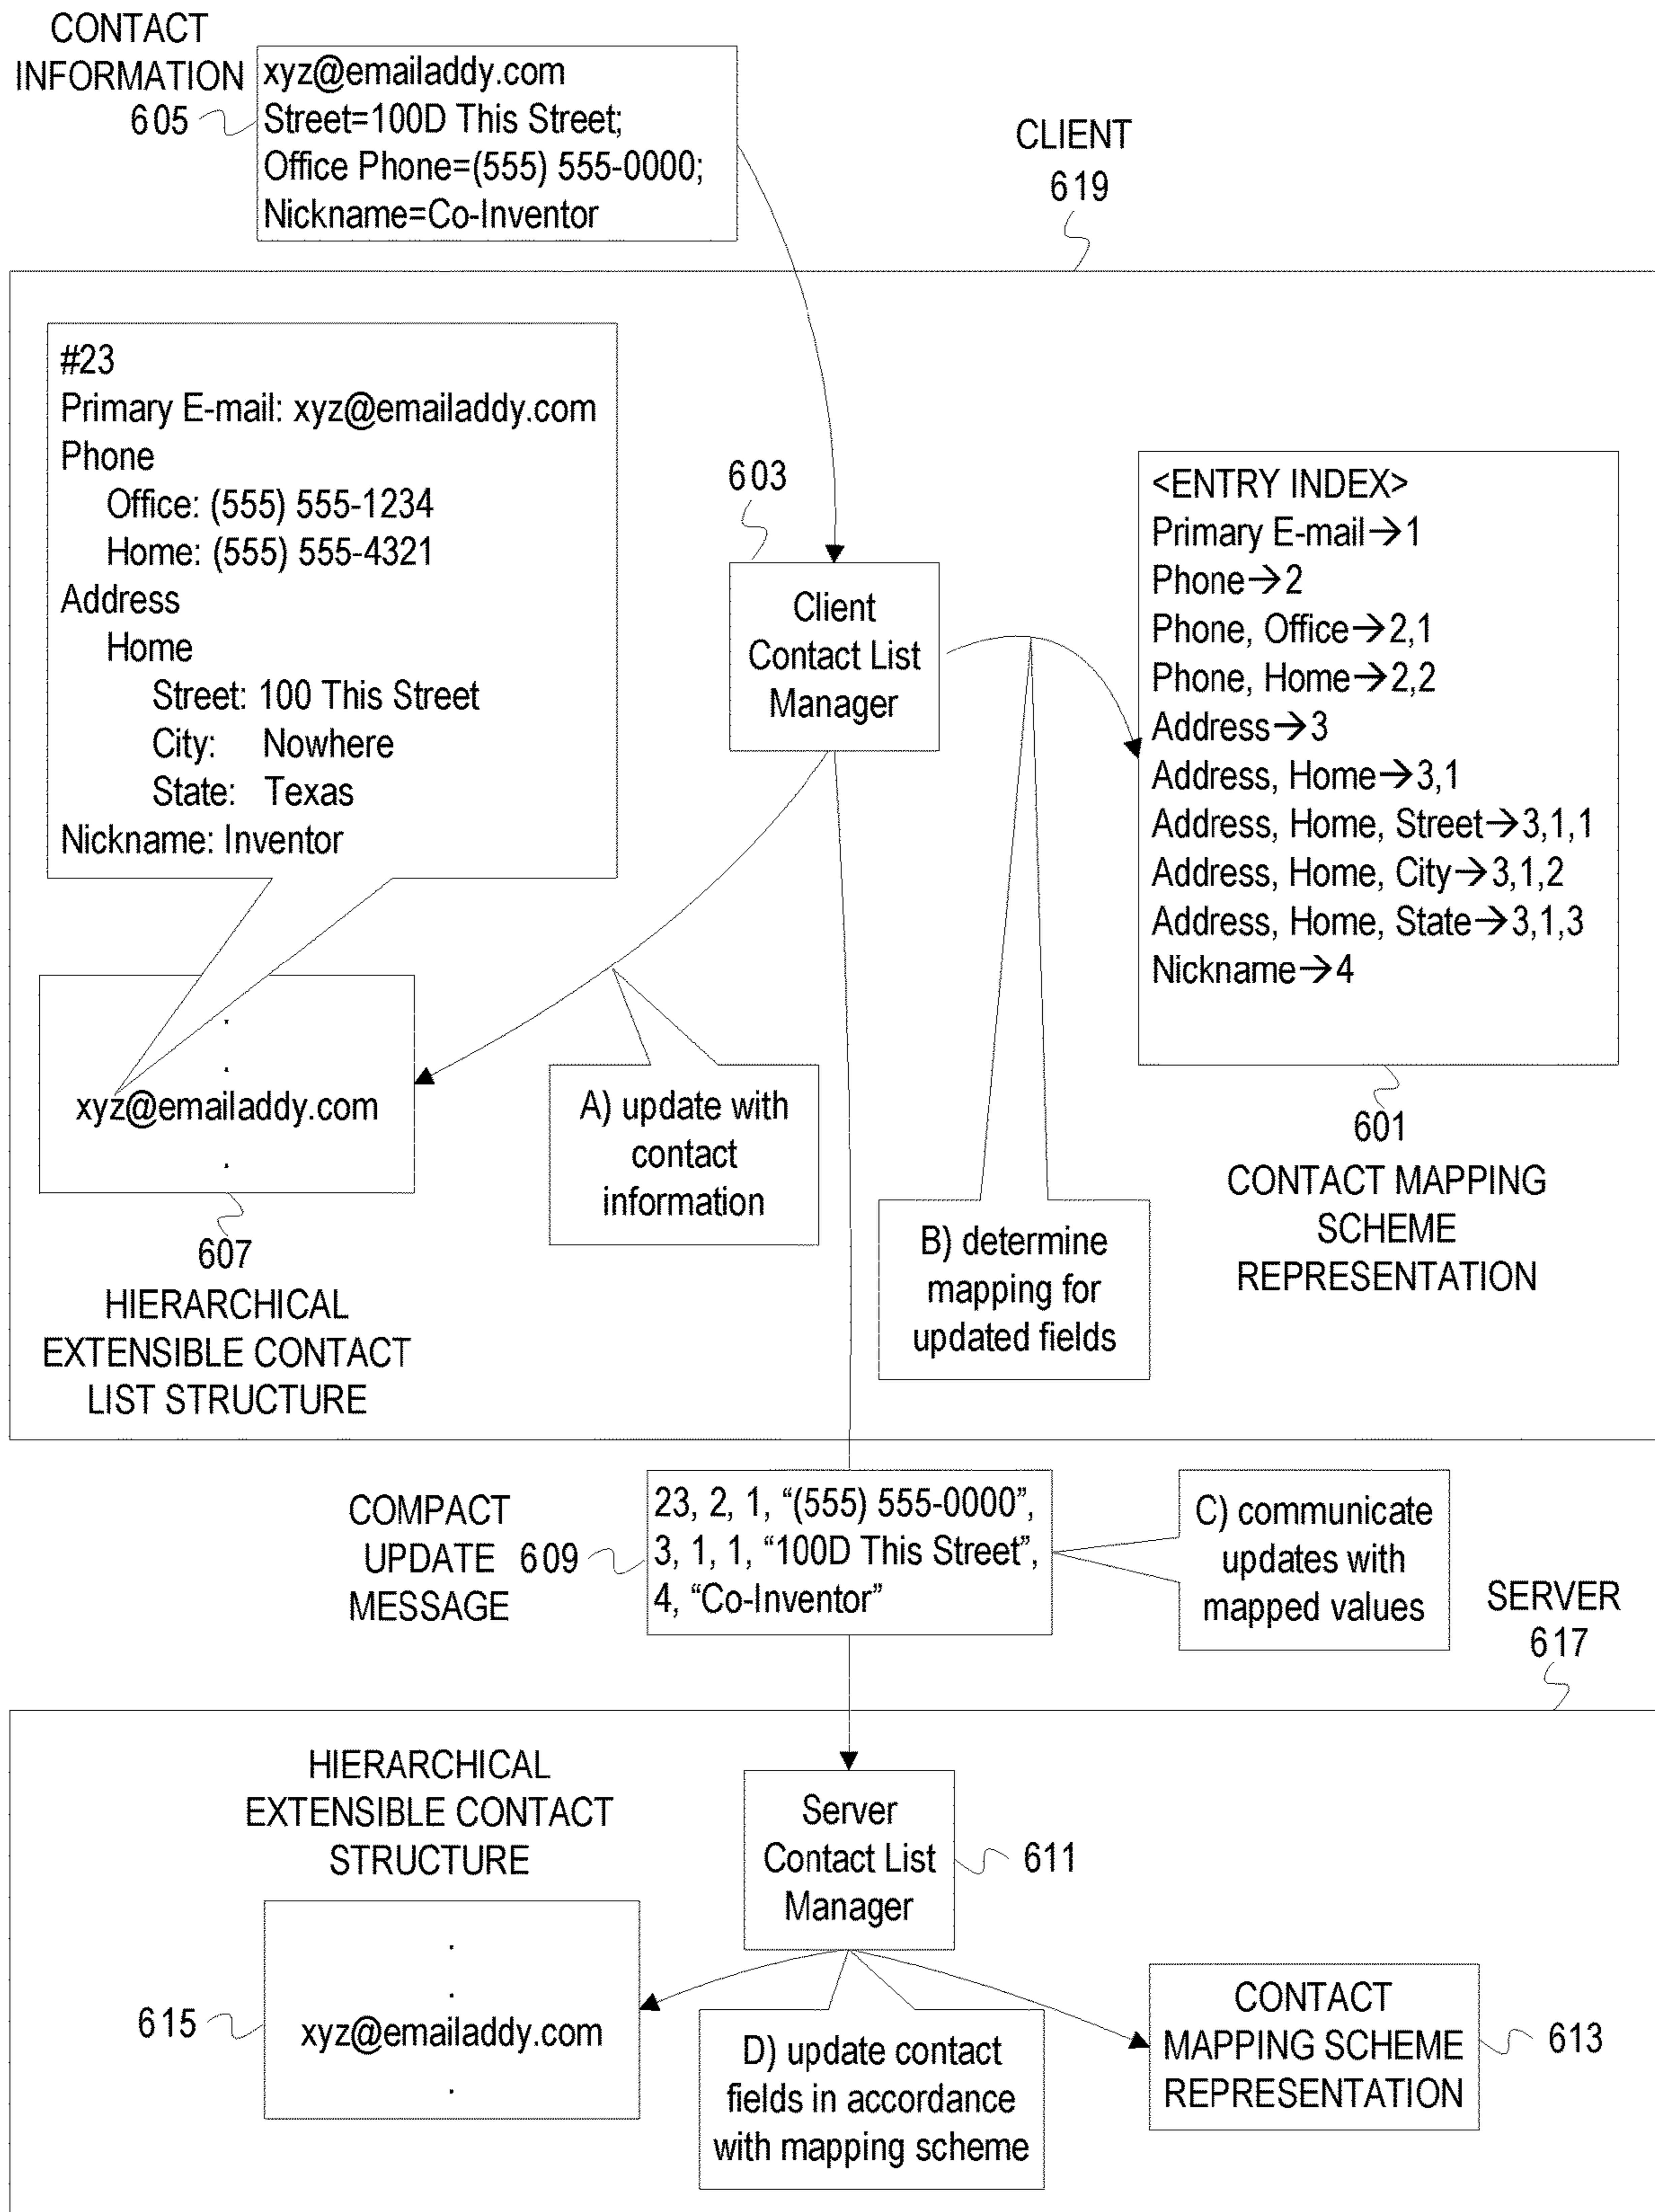 CONTACT
INFORMATION
605
xyz@emailaddy.com
Street=100D This Street;
Office Phone=(555) 555-0000;
Nickname=Co-Inventor
CLIENT
619
#23
Primary E-mail: xyz@emailaddy.com
Phone
Office: (555) 555-1234
Home: (555) 555-4321
Address
Home
Street: 100 This Street
City: Nowhere
State: Texas
Nickname: Inventor
603
Client
Contact List
Manager
<ENTRY INDEX>
Primary E-mail→1
Phone→2
Phone, Office→2,1
Phone, Home→2,2
Address→3
Address, Home→3,1
Address, Home, Street→3,1,1
Address, Home, City→3,1,2
Address, Home, State→3,1,3
Nickname→4
601
CONTACT MAPPING
SCHEME
REPRESENTATION
.
.
xyz@emailaddy.com
.
607
HIERARCHICAL
EXTENSIBLE CONTACT
LIST STRUCTURE
A) update with
contact
information
B) determine
mapping for
updated fields
COMPACT
UPDATE 609
MESSAGE
23, 2, 1, “(555) 555-0000”,
3, 1, 1, “100D This Street”,
4, “Co-Inventor”
C) communicate
updates with
mapped values
SERVER
617
HIERARCHICAL
EXTENSIBLE CONTACT
STRUCTURE
Server
Contact List
Manager
611
615
.
.
xyz@emailaddy.com
.
D) update contact
fields in accordance
with mapping scheme
CONTACT
MAPPING SCHEME
REPRESENTATION
613